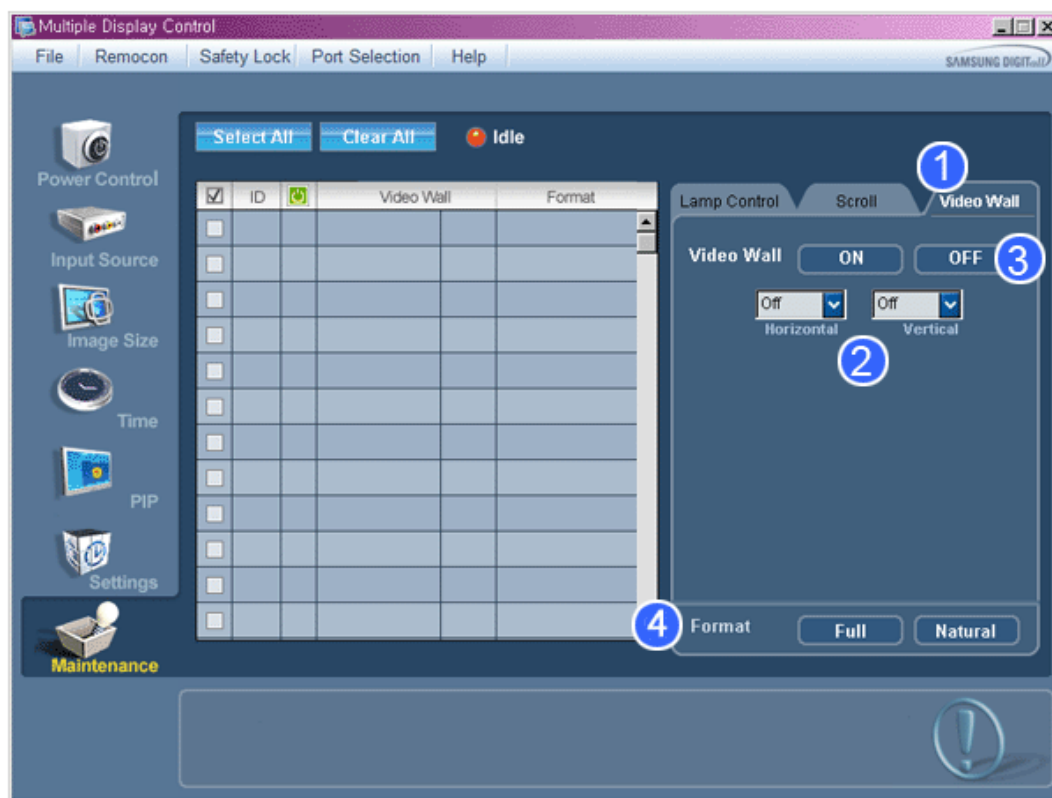 Multiple Display Control
File Remocon Safety Lock Port Selection Help
SAMSUNG DIGITall
Select All Clear All Idle
1
Power Control
ID Video Wall Format
Lamp Control Scroll Video Wall
Input Source
Video Wall ON OFF 3
Off Off
Horizontal Vertical
2
Image Size
Time
PIP
Settings
4 Format Full Natural
Maintenance